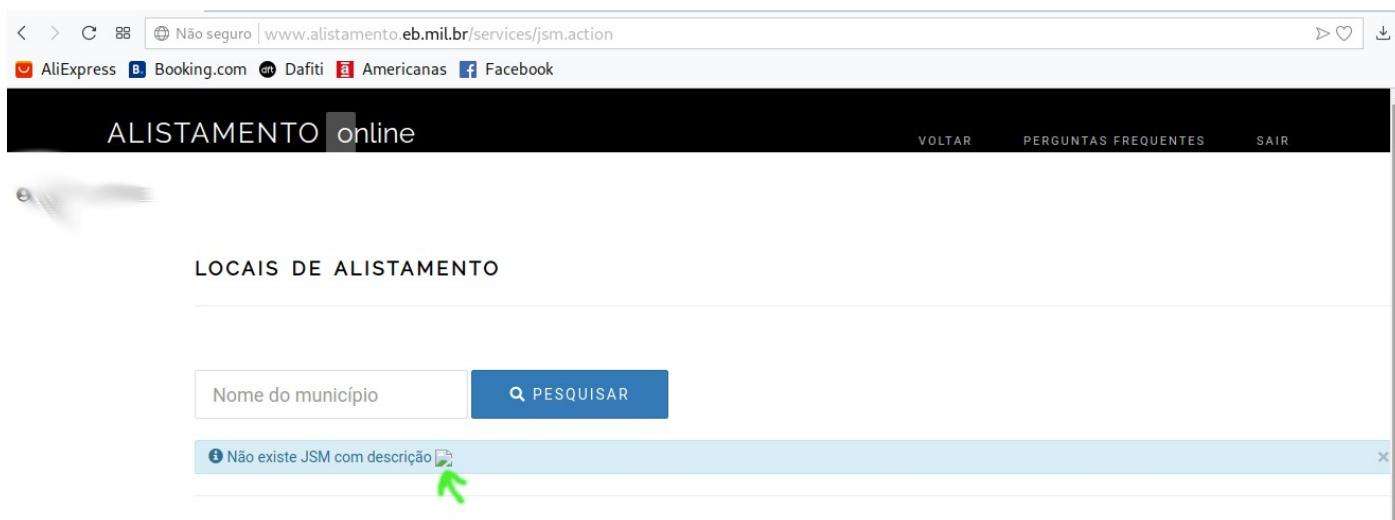 Não seguro www.alistamento.eb.mil.br/services/jsm.action
AliExpress B. Booking.com dft Dafiti a Americanas f Facebook
ALISTAMENTO online
VOLTAR PERGUNTAS FREQUENTES SAIR
LOCAIS DE ALISTAMENTO
Nome do município PESQUISAR
Não existe JSM com descrição